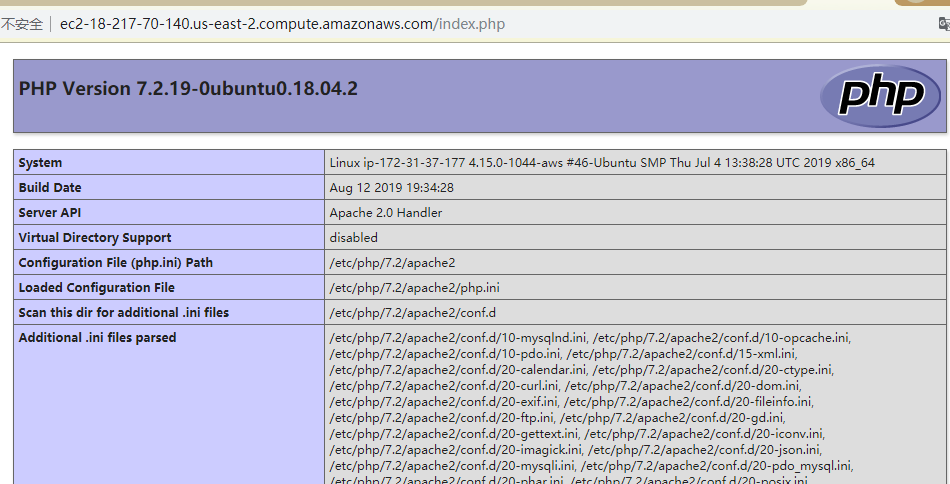 不安全 ec2-18-217-70-140.us-east-2.compute.amazonaws.com/index.php
PHP Version 7.2.19-0ubuntu0.18.04.2
php
System Linux ip-172-31-37-177 4.15.0-1044-aws #46-Ubuntu SMP Thu Jul 4 13:38:28 UTC 2019 x86_64
Build Date Aug 12 2019 19:34:28
Server API Apache 2.0 Handler
Virtual Directory Support disabled
Configuration File (php.ini) Path /etc/php/7.2/apache2
Loaded Configuration File /etc/php/7.2/apache2/php.ini
Scan this dir for additional .ini files /etc/php/7.2/apache2/conf.d
Additional .ini files parsed /etc/php/7.2/apache2/conf.d/10-mysqlnd.ini, /etc/php/7.2/apache2/conf.d/10-opcache.ini,
/etc/php/7.2/apache2/conf.d/10-pdo.ini, /etc/php/7.2/apache2/conf.d/15-xml.ini,
/etc/php/7.2/apache2/conf.d/20-calendar.ini, /etc/php/7.2/apache2/conf.d/20-ctype.ini,
/etc/php/7.2/apache2/conf.d/20-curl.ini, /etc/php/7.2/apache2/conf.d/20-dom.ini,
/etc/php/7.2/apache2/conf.d/20-exif.ini, /etc/php/7.2/apache2/conf.d/20-fileinfo.ini,
/etc/php/7.2/apache2/conf.d/20-ftp.ini, /etc/php/7.2/apache2/conf.d/20-gd.ini,
/etc/php/7.2/apache2/conf.d/20-gettext.ini, /etc/php/7.2/apache2/conf.d/20-iconv.ini,
/etc/php/7.2/apache2/conf.d/20-imagick.ini, /etc/php/7.2/apache2/conf.d/20-json.ini,
/etc/php/7.2/apache2/conf.d/20-mysqli.ini, /etc/php/7.2/apache2/conf.d/20-pdo_mysql.ini,
/etc/php/7.2/apache2/conf.d/20-phar.ini, /etc/php/7.2/apache2/conf.d/20-posix.ini,